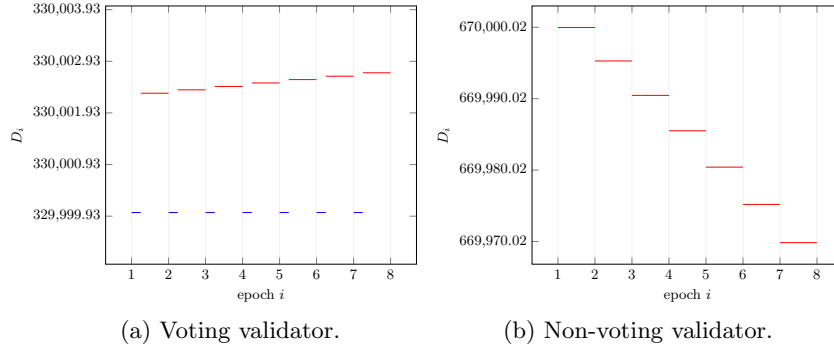 330,003.93
330,002.93
330,001.93
330,000.93
329,999.93
D_i
1 2 3 4 5 6 7 8
epoch i
(a) Voting validator.
670,000.02
669,990.02
669,980.02
669,970.02
D_i
1 2 3 4 5 6 7 8
epoch i
(b) Non-voting validator.